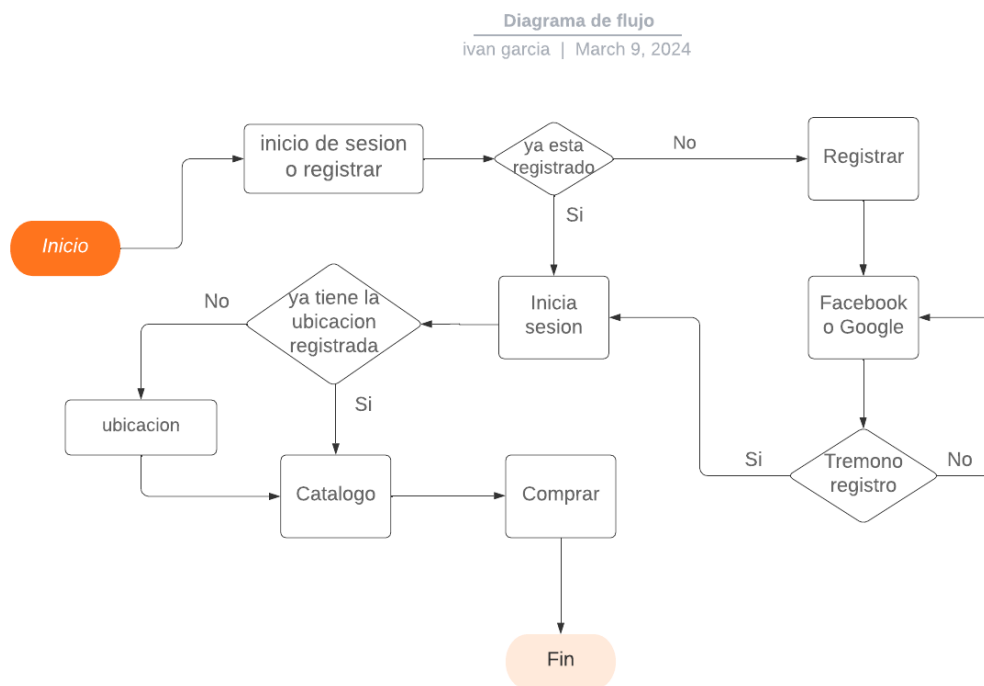 Diagrama de flujo
ivan garcia | March 9, 2024
inicio de sesion
o registrar
ya esta
registrado
No
Registrar
Si
Inicio
No
ya tiene la
ubicacion
registrada
Inicia
sesion
Facebook
o Google
Si
ubicacion
Catalogo
Comprar
Si
Tremono
registro
No
Fin